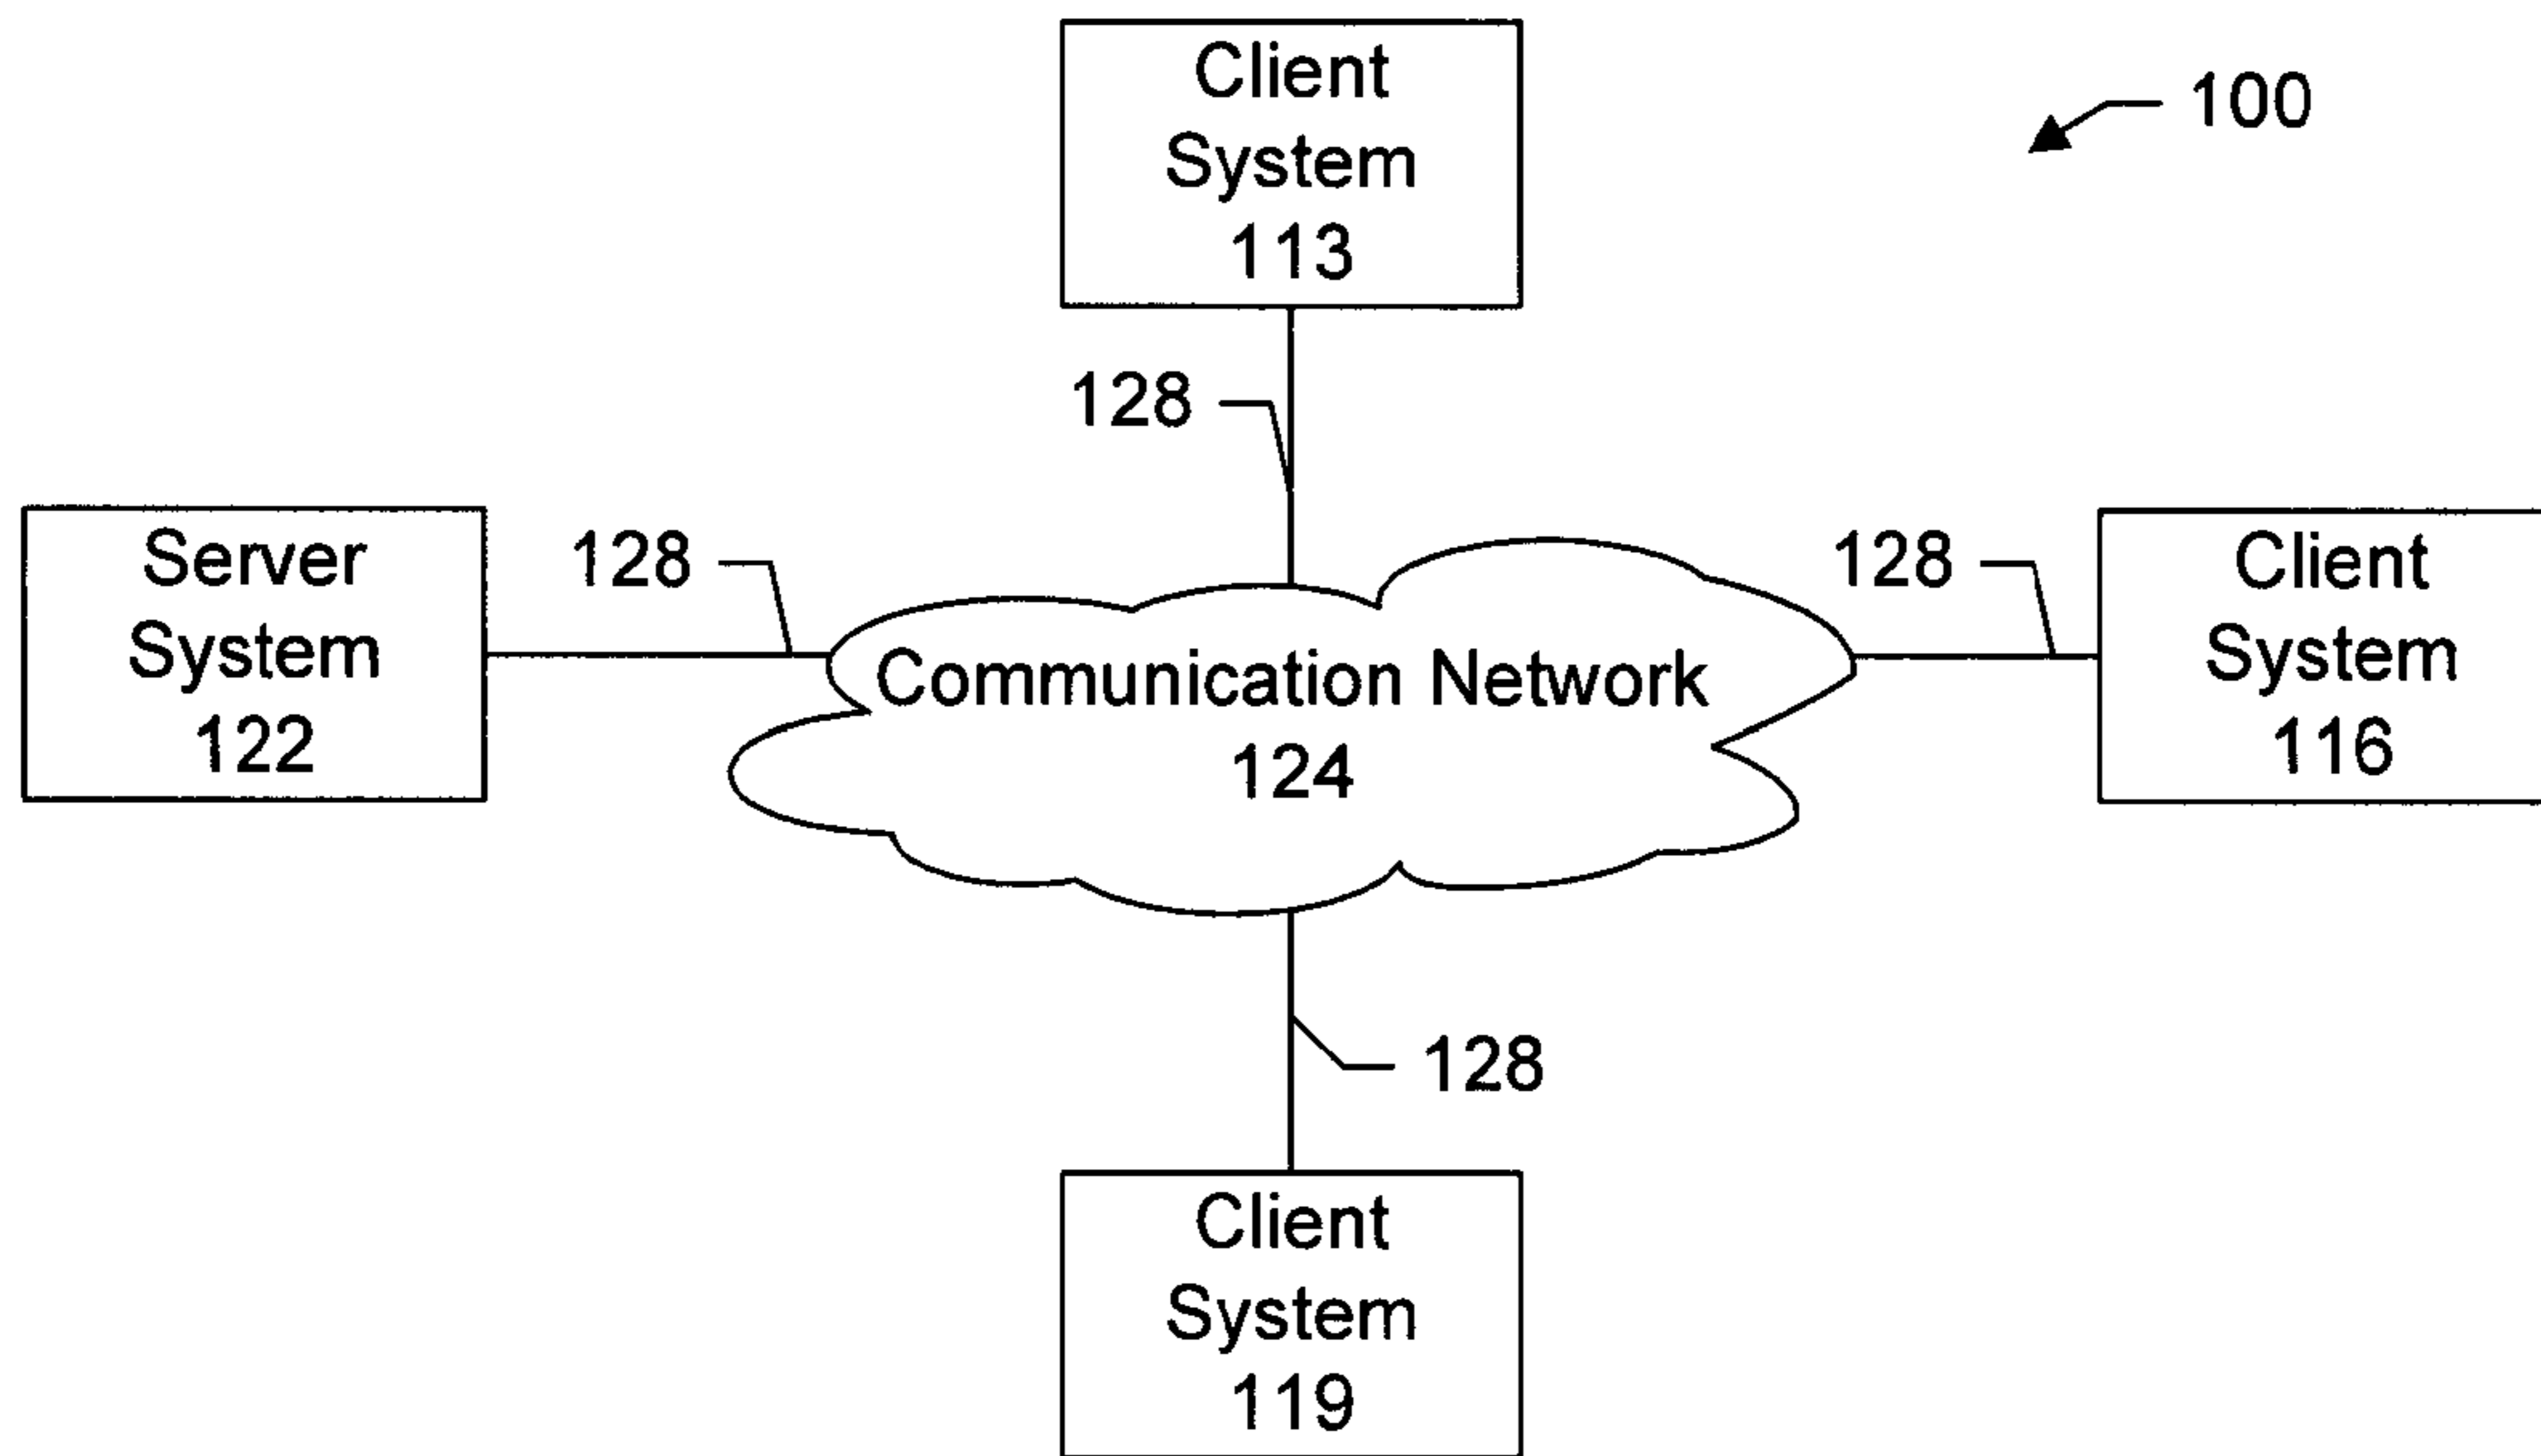 Client
System
113
100
128
Server
System
122
128
128
Client
System
116
Communication Network
124
128
Client
System
119